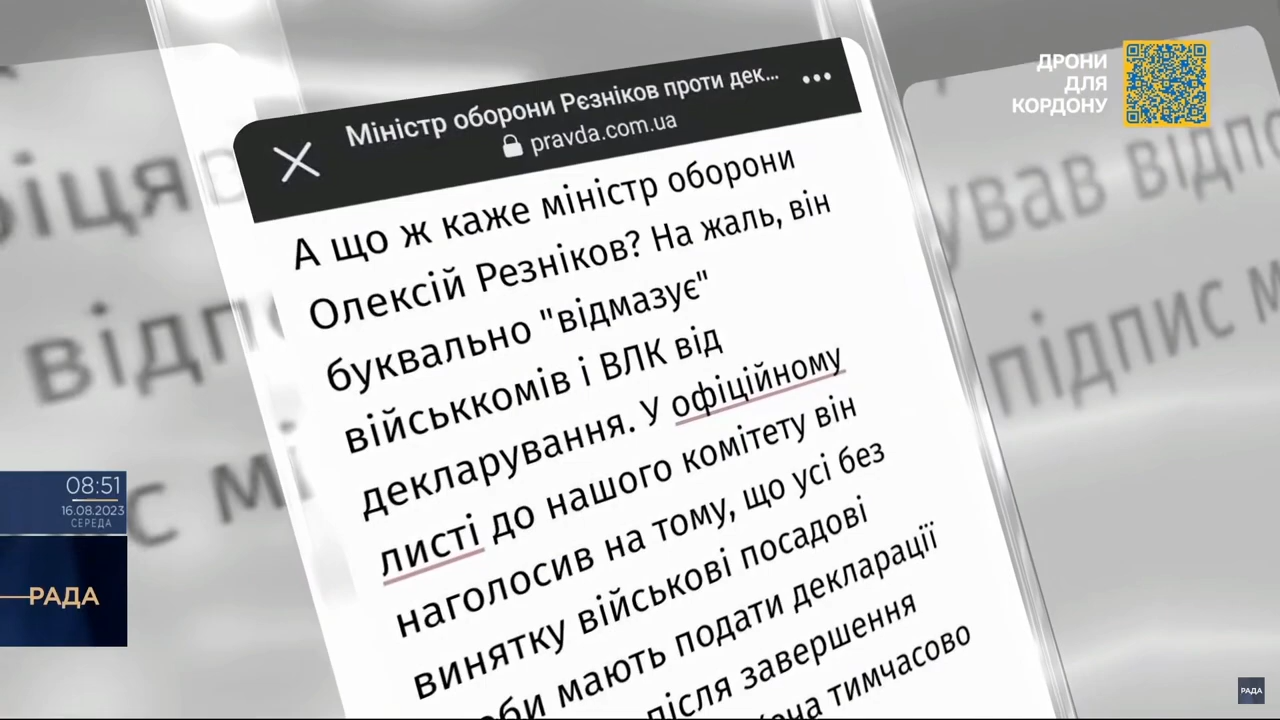 Міністр оборони Рєзніков проти дек...
pravda.com.ua
А що ж каже міністр оборони
Олексій Резніков? На жаль, він
буквально "відмазує"
військкомів і ВЛК від
декларування. У офіційному
листі до нашого комітету він
наголосив на тому, що усі без
винятку військові посадові
мають подати декларації
після завершення
тимчасово
ДРОНИ
ДЛЯ
КОРДОНУ
08:51
16.08.2023
СЕРЕДА
РАДА
підпис
РАДА